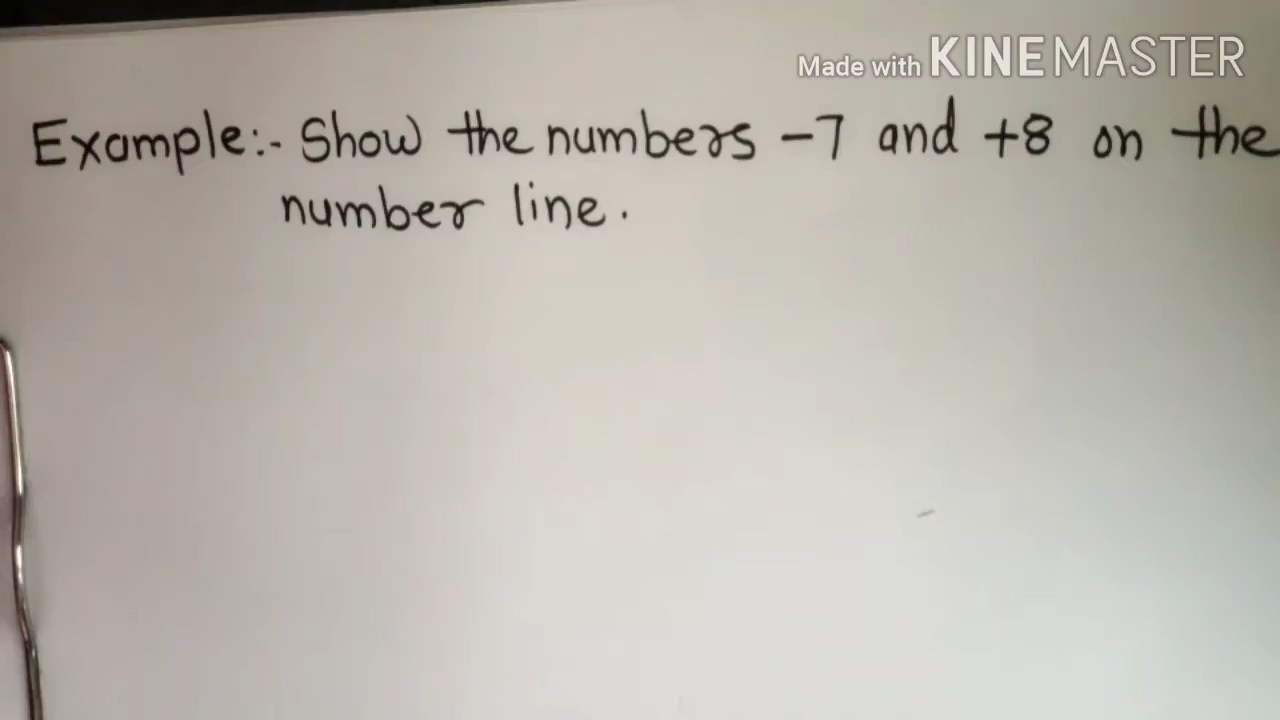 Made with KINEMASTER
Example:- Show the numbers -7 and +8 on the
number line.